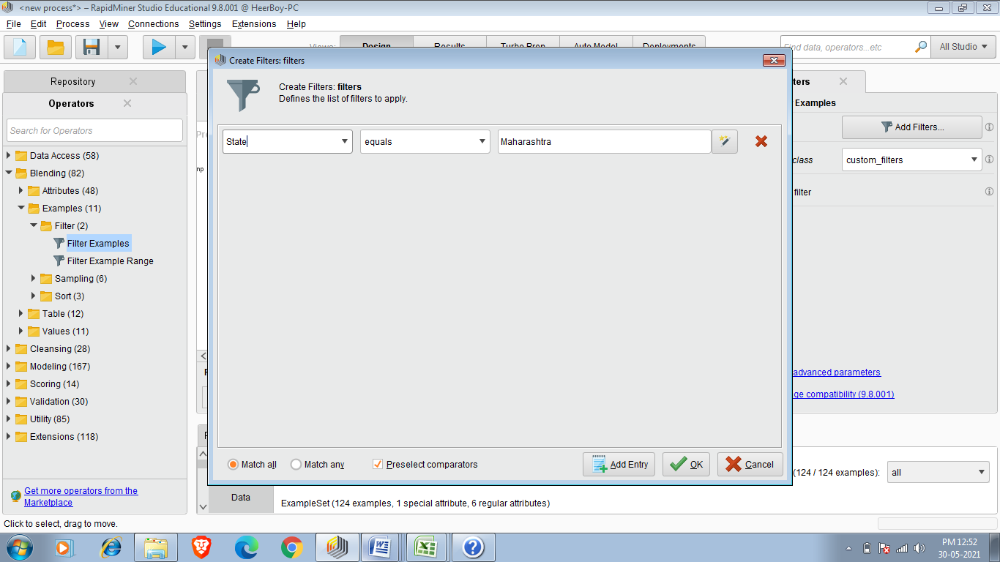 <new process*> – RapidMiner Studio Educational 9.8.001 @ HeerBoy-PC
File Edit Process View Connections Settings Extensions Help
Views: Design Results Turbo Prep Auto Model Deployments
Find data, operators...etc
All Studio
Repository
Operators
Search for Operators
Data Access (58)
Blending (82)
Attributes (48)
Examples (11)
Filter (2)
Filter Examples
Filter Example Range
Sampling (6)
Sort (3)
Table (12)
Values (11)
Cleansing (28)
Modeling (167)
Scoring (14)
Validation (30)
Utility (85)
Extensions (118)
Get more operators from the
Marketplace
Create Filters: filters
Create Filters: filters
Defines the list of filters to apply.
State equals Maharashtra
Match all Match any Preselect comparators Add Entry OK Cancel
Pr
np
ters
Examples
Add Filters...
class custom_filters
filter
advanced parameters
ge compatibility (9.8.001)
(124 / 124 examples): all
Data
ExampleSet (124 examples, 1 special attribute, 6 regular attributes)
Click to select, drag to move.
PM 12:52
30-05-2021